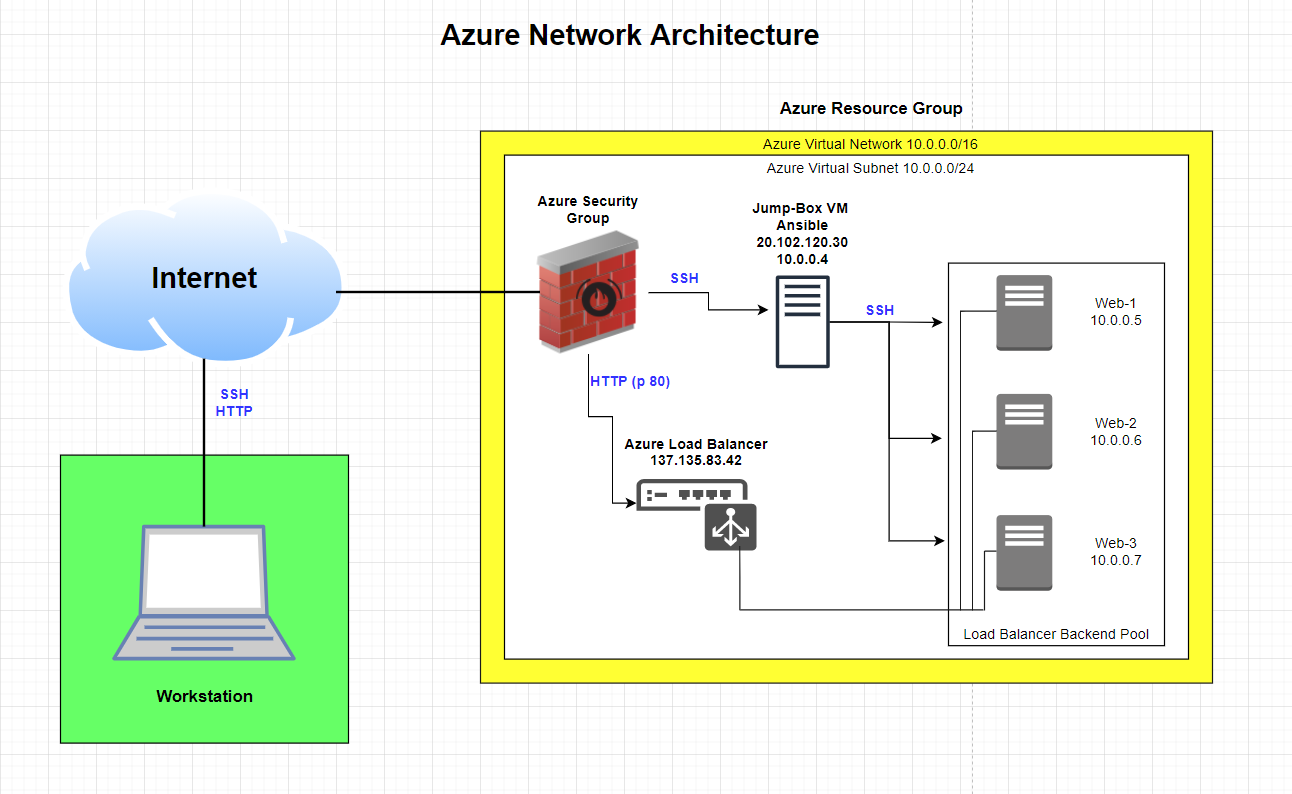 Azure Network Architecture
Azure Resource Group
Azure Virtual Network 10.0.0.0/16
Azure Virtual Subnet 10.0.0.0/24
Azure Security
Group
Jump-Box VM
Ansible
20.102.120.30
10.0.0.4
Internet
SSH
SSH
Web-1
10.0.0.5
HTTP (p 80)
SSH
HTTP
Web-2
10.0.0.6
Azure Load Balancer
137.135.83.42
Web-3
10.0.0.7
Load Balancer Backend Pool
Workstation